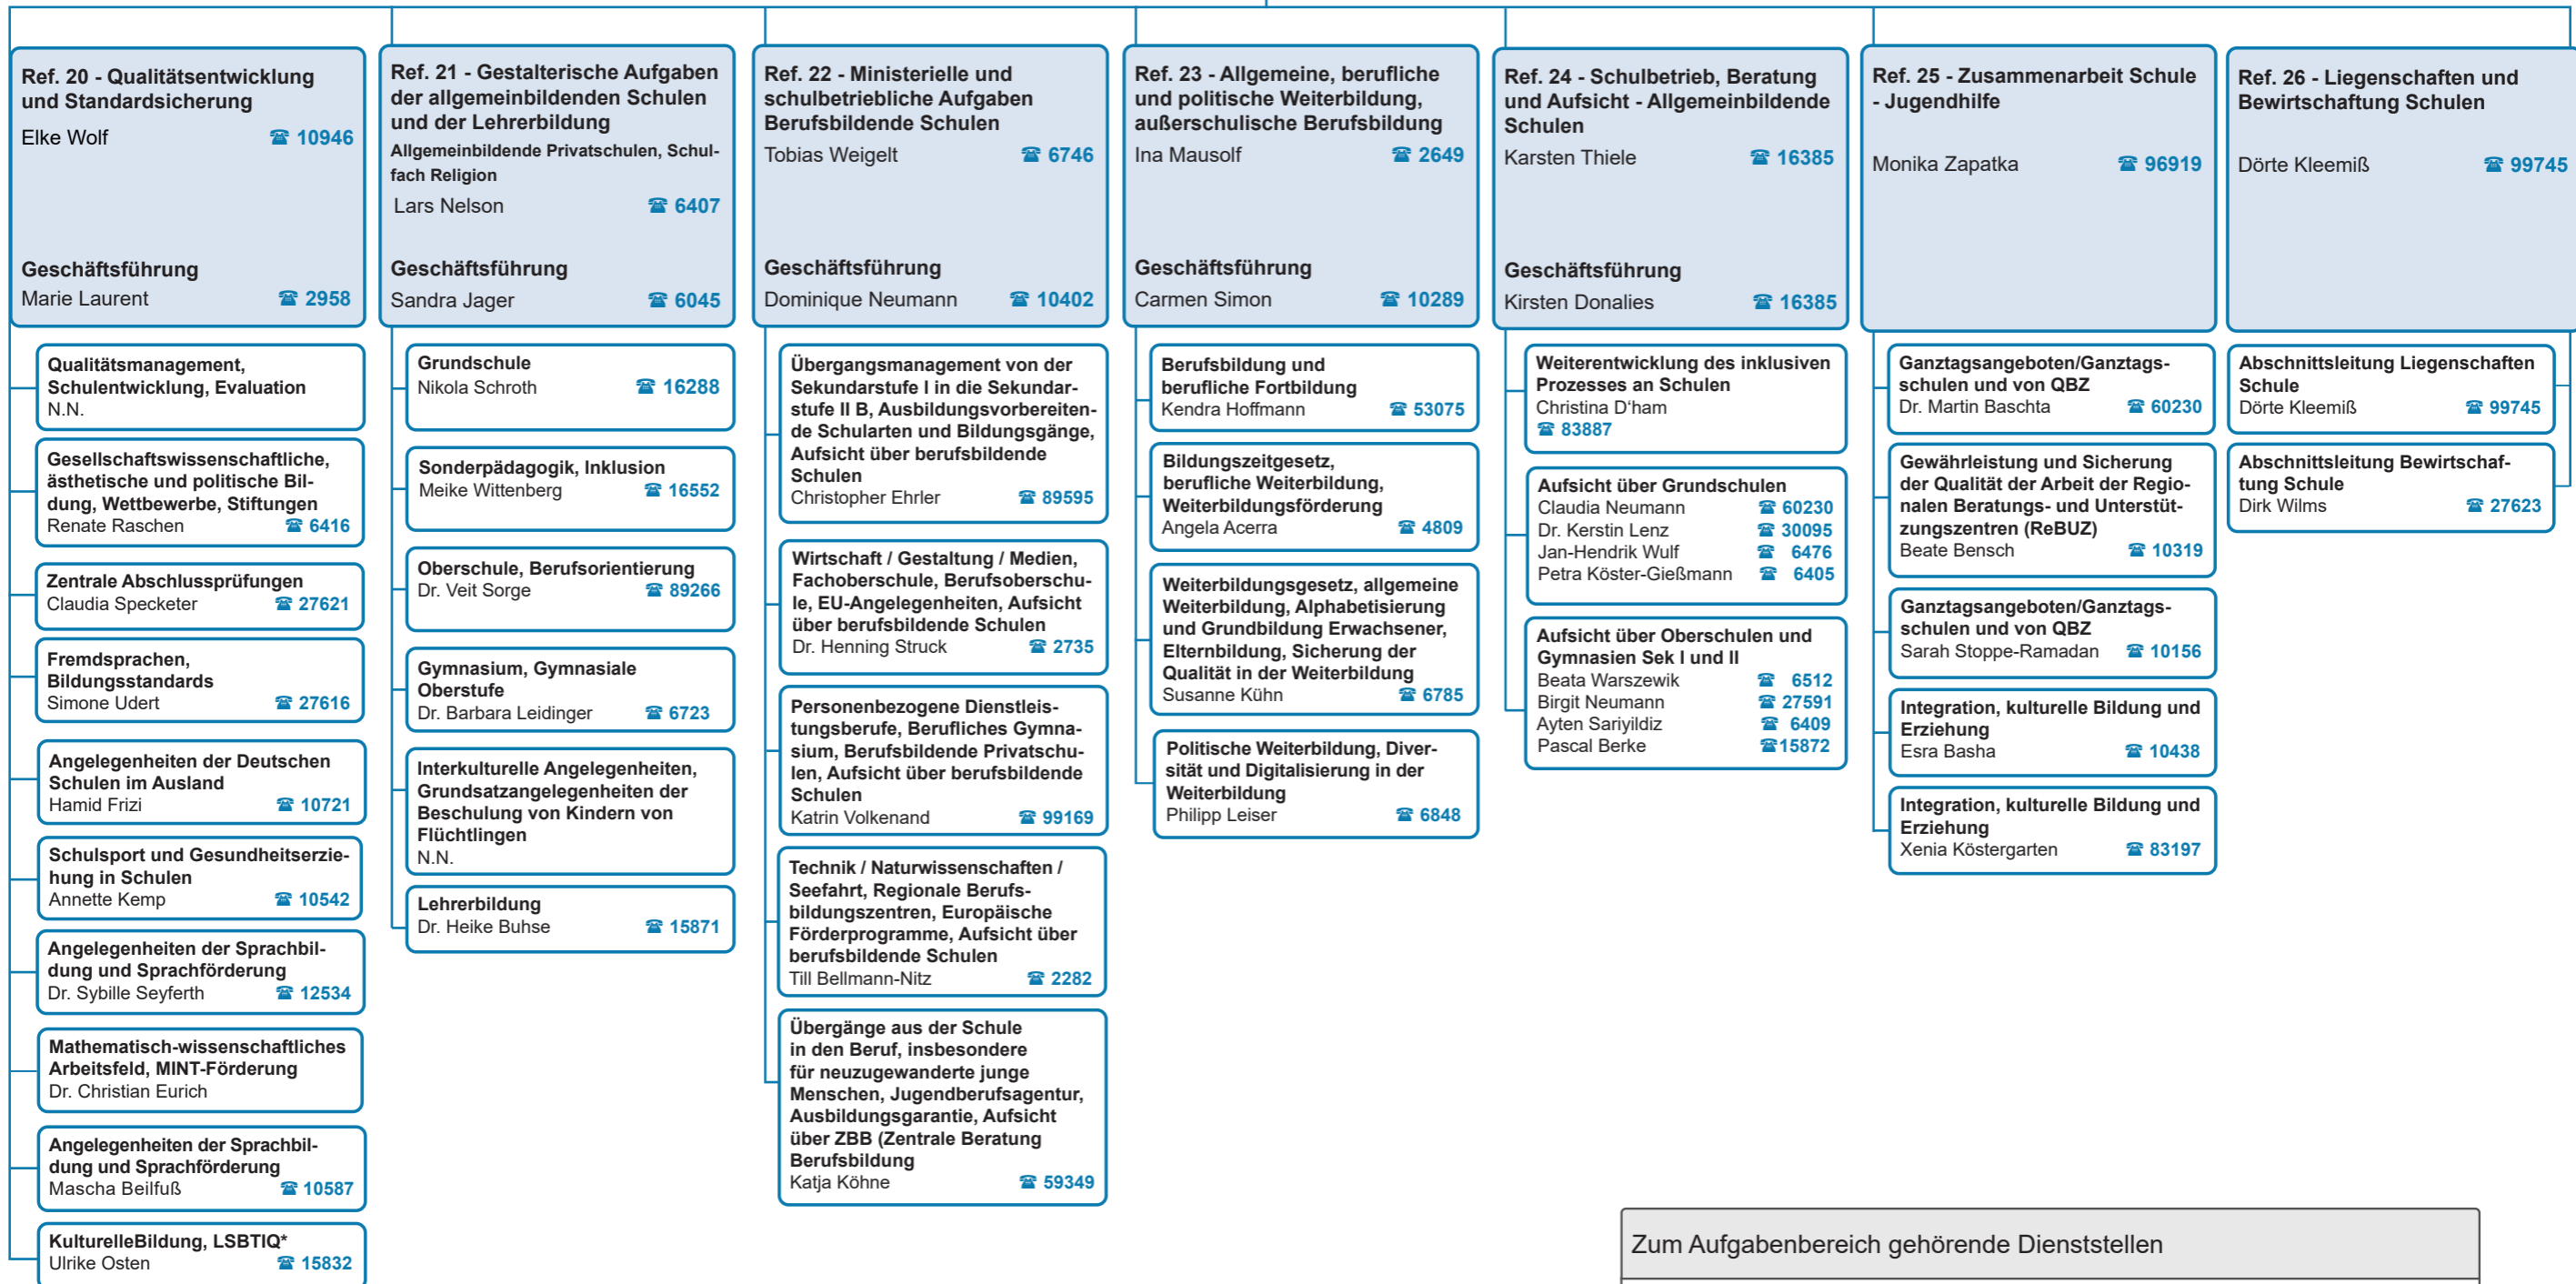 Ref. 20 - Qualitätsentwicklung
und Standardsicherung
Elke Wolf ☎ 10946
Geschäftsführung
Marie Laurent ☎ 2958
Qualitätsmanagement,
Schulentwicklung, Evaluation
N.N.
Gesellschaftswissenschaftliche,
ästhetische und politische Bil-
dung, Wettbewerbe, Stiftungen
Renate Raschen ☎ 6416
Zentrale Abschlussprüfungen
Claudia Specketer ☎ 27621
Fremdsprachen,
Bildungsstandards
Simone Udert ☎ 27616
Angelegenheiten der Deutschen
Schulen im Ausland
Hamid Frizi ☎ 10721
Schulsport und Gesundheitserzie-
hung in Schulen
Annette Kemp ☎ 10542
Angelegenheiten der Sprachbil-
dung und Sprachförderung
Dr. Sybille Seyferth ☎ 12534
Mathematisch-wissenschaftliches
Arbeitsfeld, MINT-Förderung
Dr. Christian Eurich
Angelegenheiten der Sprachbil-
dung und Sprachförderung
Mascha Beilfuß ☎ 10587
KulturelleBildung, LSBTIQ*
Ulrike Osten ☎ 15832
Ref. 21 - Gestalterische Aufgaben
der allgemeinbildenden Schulen
und der Lehrerbildung
Allgemeinbildende Privatschulen, Schul-
fach Religion
Lars Nelson ☎ 6407
Geschäftsführung
Sandra Jager ☎ 6045
Grundschule
Nikola Schroth ☎ 16288
Sonderpädagogik, Inklusion
Meike Wittenberg ☎ 16552
Oberschule, Berufsorientierung
Dr. Veit Sorge ☎ 89266
Gymnasium, Gymnasiale
Oberstufe
Dr. Barbara Leidinger ☎ 6723
Interkulturelle Angelegenheiten,
Grundsatzangelegenheiten der
Beschulung von Kindern von
Flüchtlingen
N.N.
Lehrerbildung
Dr. Heike Buhse ☎ 15871
Ref. 22 - Ministerielle und
schulbetriebliche Aufgaben
Berufsbildende Schulen
Tobias Weigelt ☎ 6746
Geschäftsführung
Dominique Neumann ☎ 10402
Übergangsmanagement von der
Sekundarstufe I in die Sekundar-
stufe II B, Ausbildungsvorbereiten-
de Schularten und Bildungsgänge,
Aufsicht über berufsbildende
Schulen
Christopher Ehrler ☎ 89595
Wirtschaft / Gestaltung / Medien,
Fachoberschule, Berufsoberschu-
le, EU-Angelegenheiten, Aufsicht
über berufsbildende Schulen
Dr. Henning Struck ☎ 2735
Personenbezogene Dienstleis-
tungsberufe, Berufliches Gymna-
sium, Berufsbildende Privatschu-
len, Aufsicht über berufsbildende
Schulen
Katrin Volkenand ☎ 99169
Technik / Naturwissenschaften /
Seefahrt, Regionale Berufs-
bildungszentren, Europäische
Förderprogramme, Aufsicht über
berufsbildende Schulen
Till Bellmann-Nitz ☎ 2282
Übergänge aus der Schule
in den Beruf, insbesondere
für neuzugewanderte junge
Menschen, Jugendberufsagentur,
Ausbildungsgarantie, Aufsicht
über ZBB (Zentrale Beratung
Berufsbildung
Katja Köhne ☎ 59349
Ref. 23 - Allgemeine, berufliche
und politische Weiterbildung,
außerschulische Berufsbildung
Ina Mausolf ☎ 2649
Geschäftsführung
Carmen Simon ☎ 10289
Berufsbildung und
berufliche Fortbildung
Kendra Hoffmann ☎ 53075
Bildungszeitgesetz,
berufliche Weiterbildung,
Weiterbildungsförderung
Angela Acerra ☎ 4809
Weiterbildungsgesetz, allgemeine
Weiterbildung, Alphabetisierung
und Grundbildung Erwachsener,
Elternbildung, Sicherung der
Qualität in der Weiterbildung
Susanne Kühn ☎ 6785
Politische Weiterbildung, Diver-
sität und Digitalisierung in der
Weiterbildung
Philipp Leiser ☎ 6848
Ref. 24 - Schulbetrieb, Beratung
und Aufsicht - Allgemeinbildende
Schulen
Karsten Thiele ☎ 16385
Geschäftsführung
Kirsten Donalies ☎ 16385
Weiterentwicklung des inklusiven
Prozesses an Schulen
Christina D‘ham
☎ 83887
Aufsicht über Grundschulen
Claudia Neumann ☎ 60230
Dr. Kerstin Lenz ☎ 30095
Jan-Hendrik Wulf ☎ 6476
Petra Köster-Gießmann ☎ 6405
Aufsicht über Oberschulen und
Gymnasien Sek I und II
Beata Warszewik ☎ 6512
Birgit Neumann ☎ 27591
Ayten Sariyildiz ☎ 6409
Pascal Berke ☎15872
Ref. 25 - Zusammenarbeit Schule
- Jugendhilfe
Monika Zapatka ☎ 96919
Ganztagsangeboten/Ganztags-
schulen und von QBZ
Dr. Martin Baschta ☎ 60230
Gewährleistung und Sicherung
der Qualität der Arbeit der Regio-
nalen Beratungs- und Unterstüt-
zungszentren (ReBUZ)
Beate Bensch ☎ 10319
Ganztagsangeboten/Ganztags-
schulen und von QBZ
Sarah Stoppe-Ramadan ☎ 10156
Integration, kulturelle Bildung und
Erziehung
Esra Basha ☎ 10438
Integration, kulturelle Bildung und
Erziehung
Xenia Köstergarten ☎ 83197
Ref. 26 - Liegenschaften und
Bewirtschaftung Schulen
Dörte Kleemiß ☎ 99745
Abschnittsleitung Liegenschaften
Schule
Dörte Kleemiß ☎ 99745
Abschnittsleitung Bewirtschaf-
tung Schule
Dirk Wilms ☎ 27623
Zum Aufgabenbereich gehörende Dienststellen